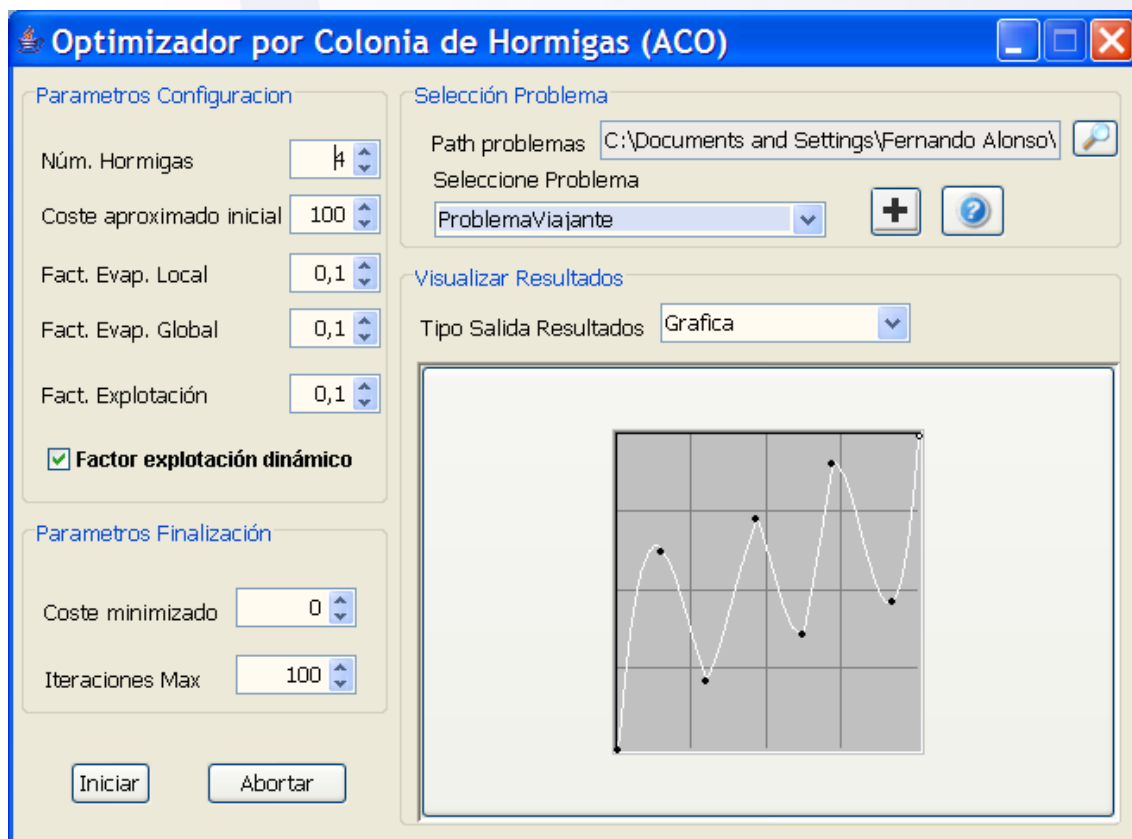 Optimizador por Colonia de Hormigas (ACO)
Parametros Configuracion
Núm. Hormigas 4
Coste aproximado inicial 100
Fact. Evap. Local 0,1
Fact. Evap. Global 0,1
Fact. Explotación 0,1
Factor explotación dinámico
Parametros Finalización
Coste minimizado 0
Iteraciones Max 100
Iniciar Abortar
Selección Problema
Path problemas C:\Documents and Settings\Fernando Alonso\
Seleccione Problema
ProblemaViajante
Visualizar Resultados
Tipo Salida Resultados Grafica